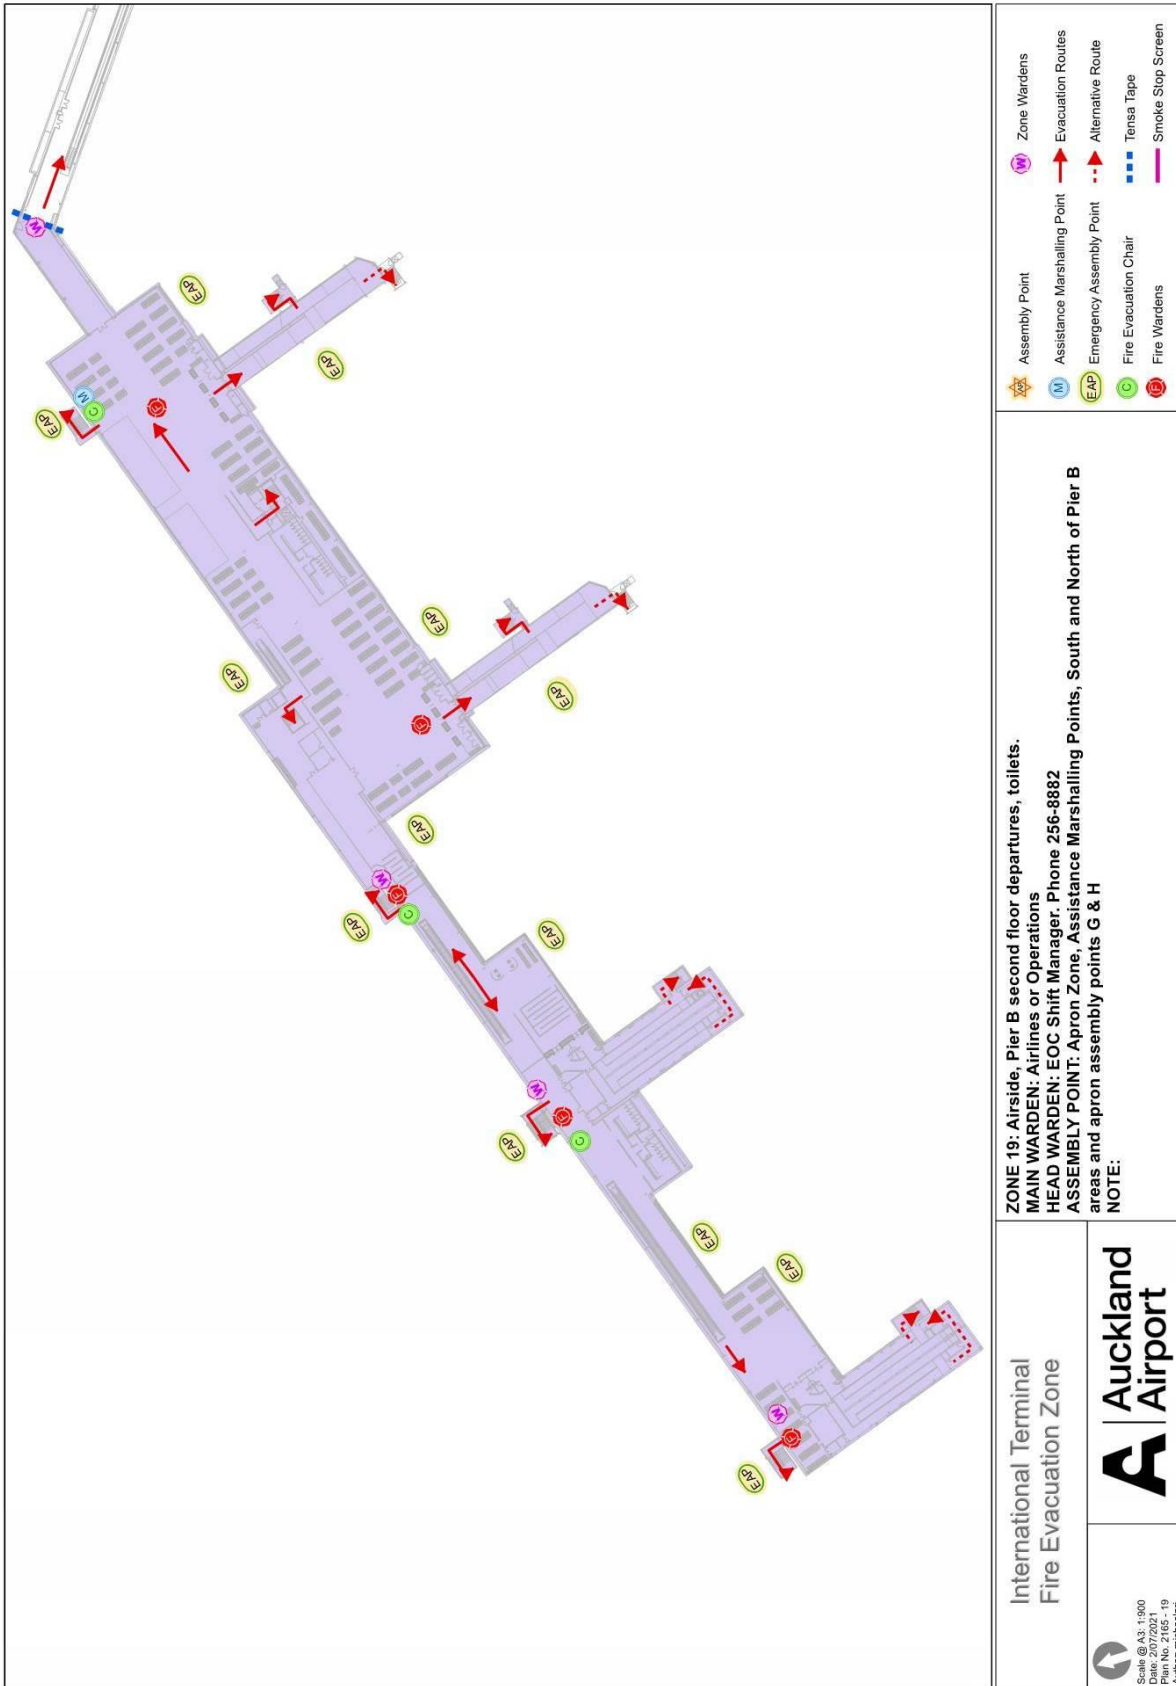 EAP
EAP
EAP
EAP
EAP
EAP
EAP
EAP
EAP
EAP
EAP
EAP
EAP
EAP
W
W
W
W
F
F
F
F
F
C
C
C
M
International Terminal
Fire Evacuation Zone
Scale @ A3: 1:900
Date: 2/07/2021
Plan No. 2165 - 19
Auckland
Airport
ZONE 19: Airside, Pier B second floor departures, toilets.
MAIN WARDEN: Airlines or Operations
HEAD WARDEN: EOC Shift Manager. Phone 256-8882
ASSEMBLY POINT: Apron Zone, Assistance Marshalling Points, South and North of Pier B
areas and apron assembly points G & H
NOTE:
AP Assembly Point
M Assistance Marshalling Point
EAP Emergency Assembly Point
C Fire Evacuation Chair
F Fire Wardens
W Zone Wardens
Evacuation Routes
Alternative Route
Tensa Tape
Smoke Stop Screen